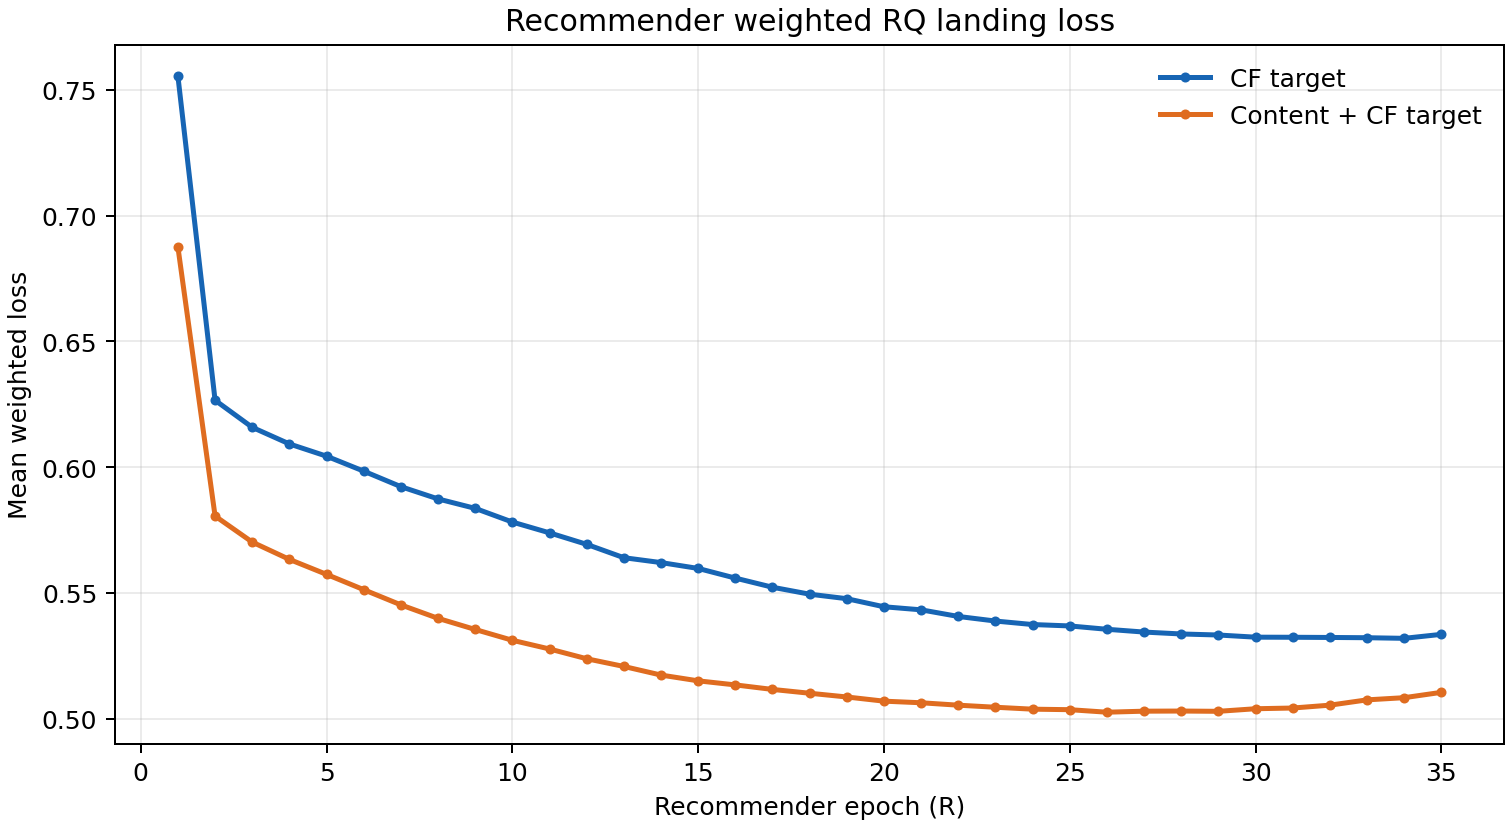 Recommender weighted RQ landing loss
CF target
Content + CF target
Mean weighted loss
0.75
0.70
0.65
0.60
0.55
0.50
0 5 10 15 20 25 30 35
Recommender epoch (R)